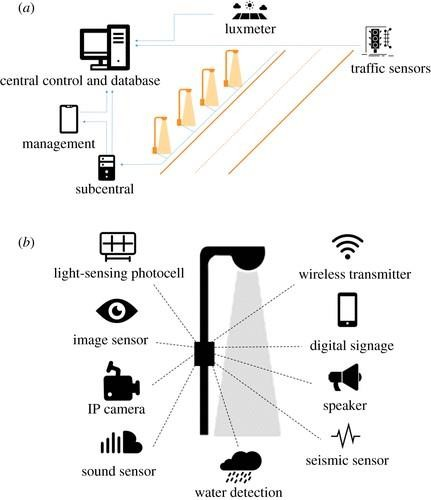 (a)
luxmeter
central control and database
traffic sensors
management
subcentral
(b)
light-sensing photocell
wireless transmitter
image sensor
digital signage
IP camera
speaker
sound sensor
seismic sensor
water detection